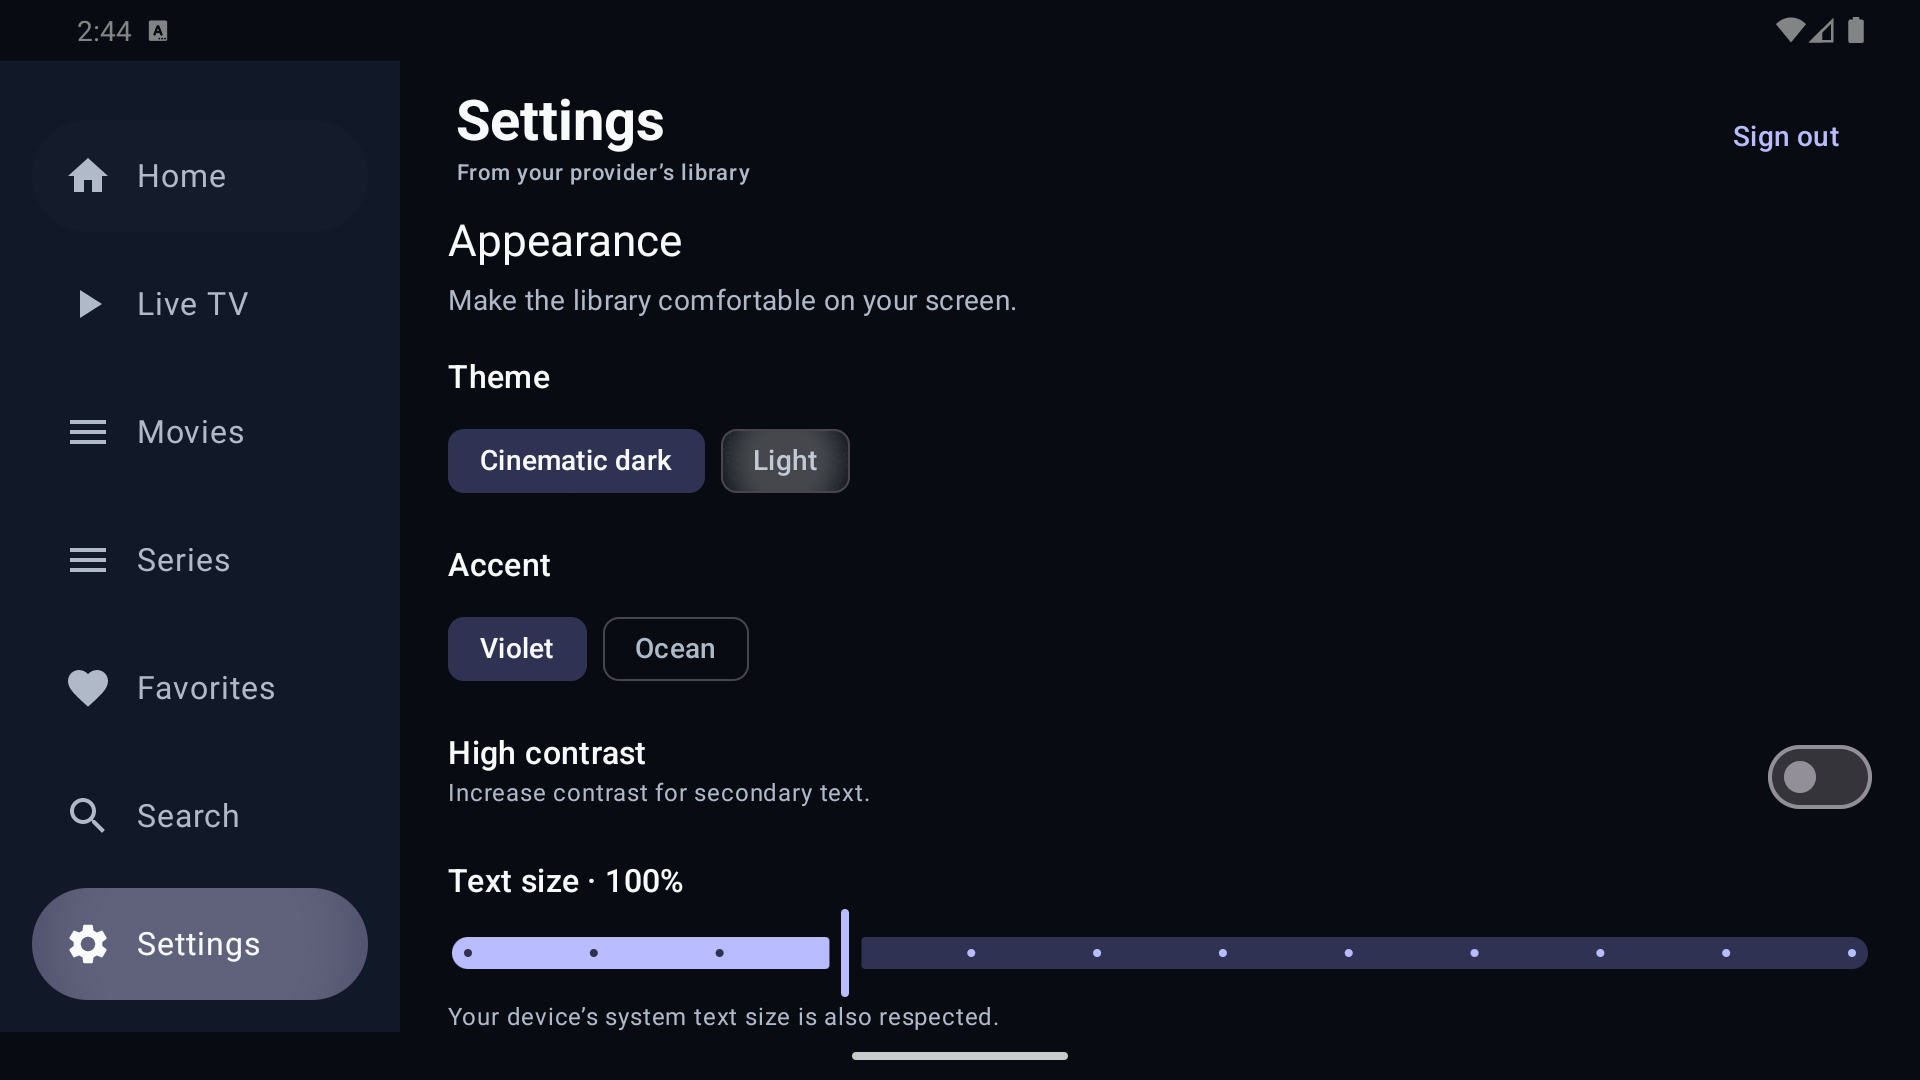 2:44
Home
Live TV
Movies
Series
Favorites
Search
Settings
Settings
From your provider’s library
Sign out
Appearance
Make the library comfortable on your screen.
Theme
Cinematic dark
Light
Accent
Violet
Ocean
High contrast
Increase contrast for secondary text.
Text size · 100%
Your device’s system text size is also respected.